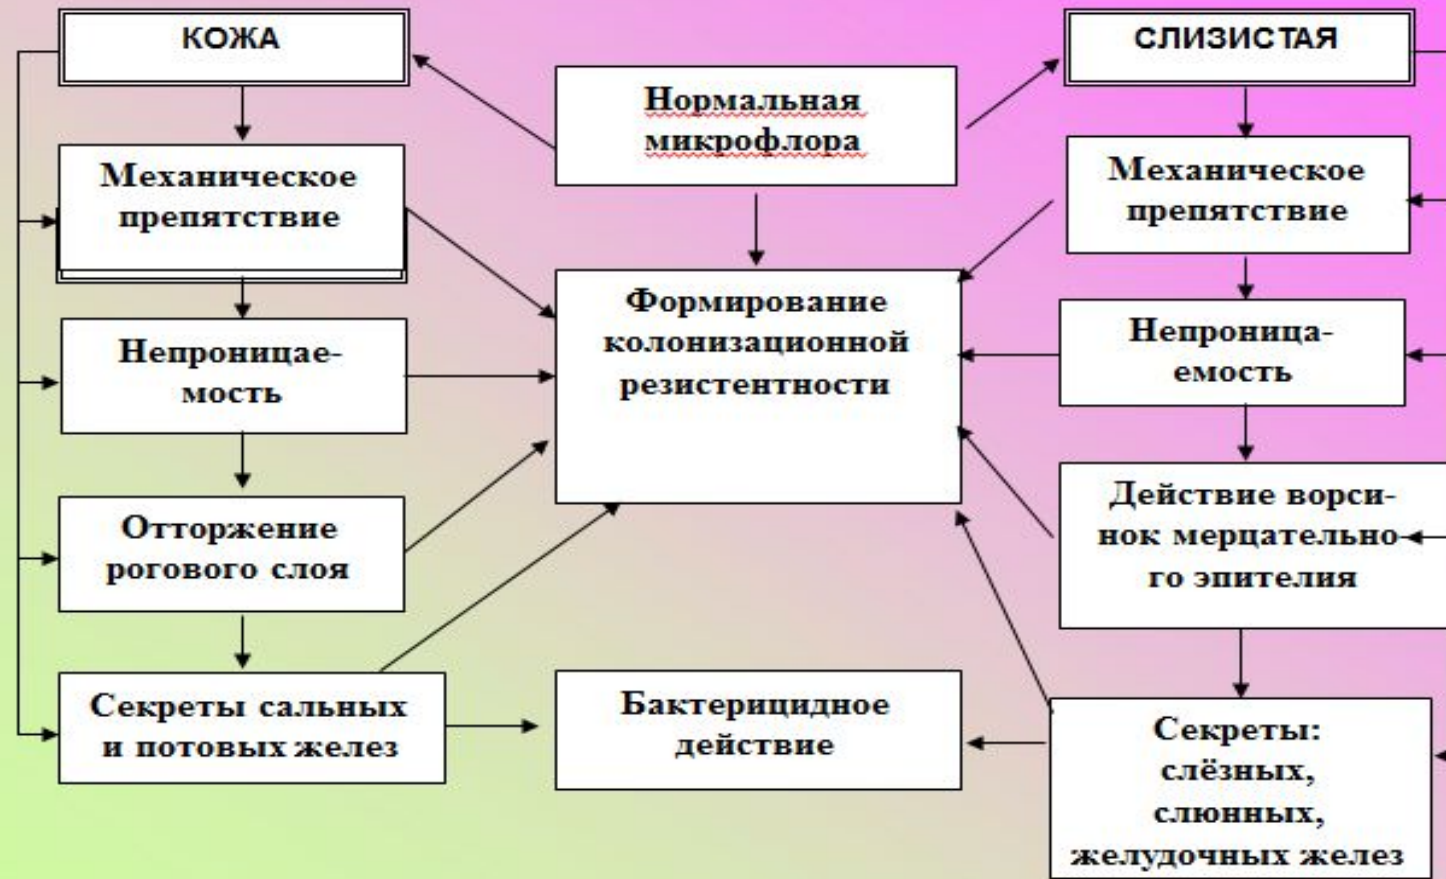 КОЖА
Механическое
препятствие
Непроницае-
мость
Отторжение
рогового слоя
Секреты сальных
и потовых желез
Нормальная
микрофлора
Формирование
колонизационной
резистентности
Бактерицидное
действие
СЛИЗИСТАЯ
Механическое
препятствие
Непроница-
емость
Действие ворси-
нок мерцательно-
го эпителия
Секреты:
слёзных,
слюнных,
желудочных желез